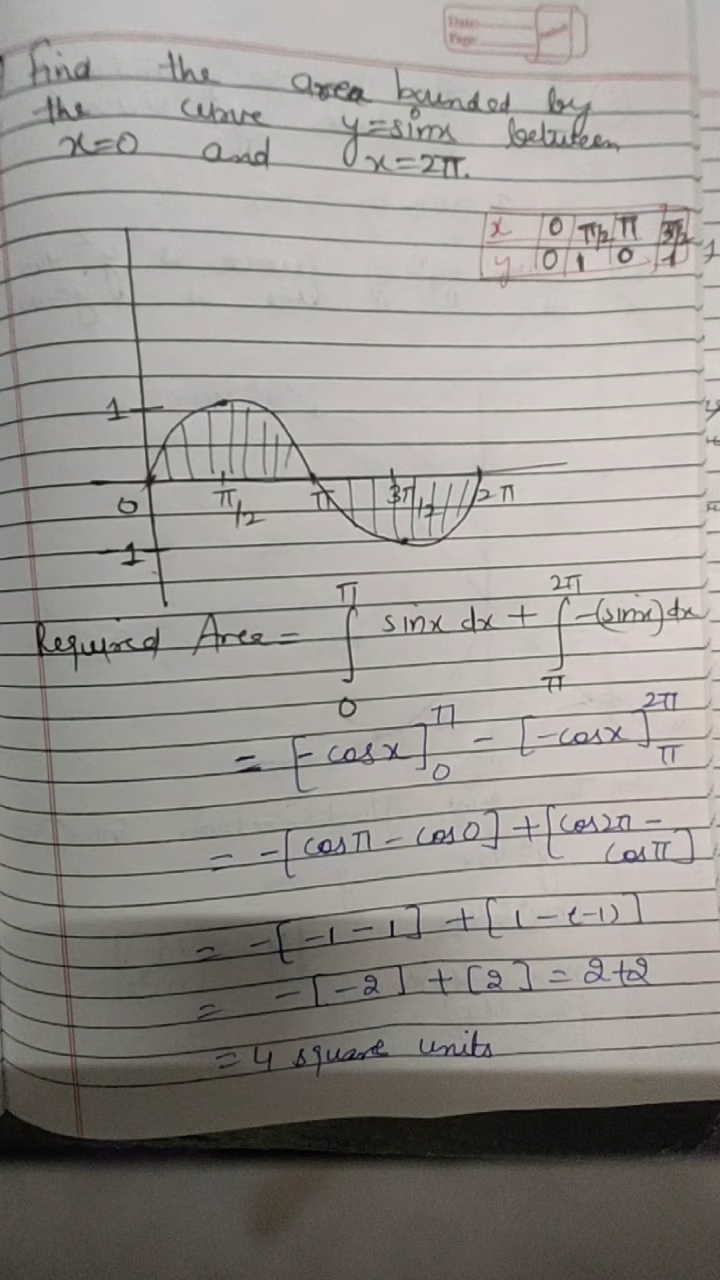 Date:
Page:
Find the area bounded by
the curve y=sinx between
x=0 and x=2π.
x 0 π/2 π 3π/2
y 0 1 0 -1
1
0 π/2 π 3π/2 2π
-1
Required Area = ∫₀^π sinx dx + ∫_π^2π -(sinx) dx
= [-cosx]₀^π - [-cosx]_π^2π
= -[cosπ - cos0] + [cos2π -
cosπ]
= -[-1-1] + [1-(-1)]
= -[-2] + [2] = 2+2
= 4 square units